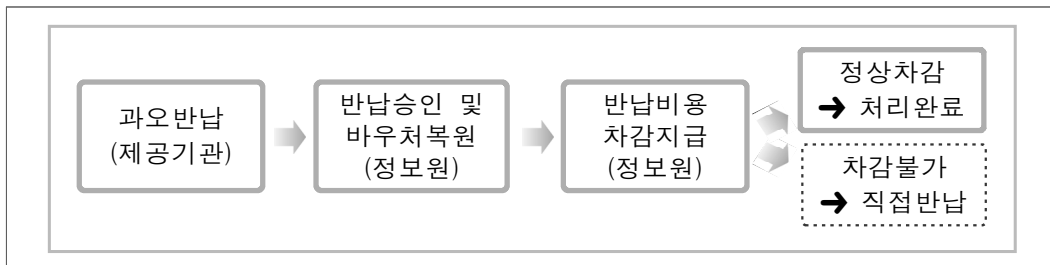 과오반납
(제공기관)
반납승인 및
바우처복원
(정보원)
반납비용
차감지급
(정보원)
정상차감
➔ 처리완료
차감불가
➔ 직접반납